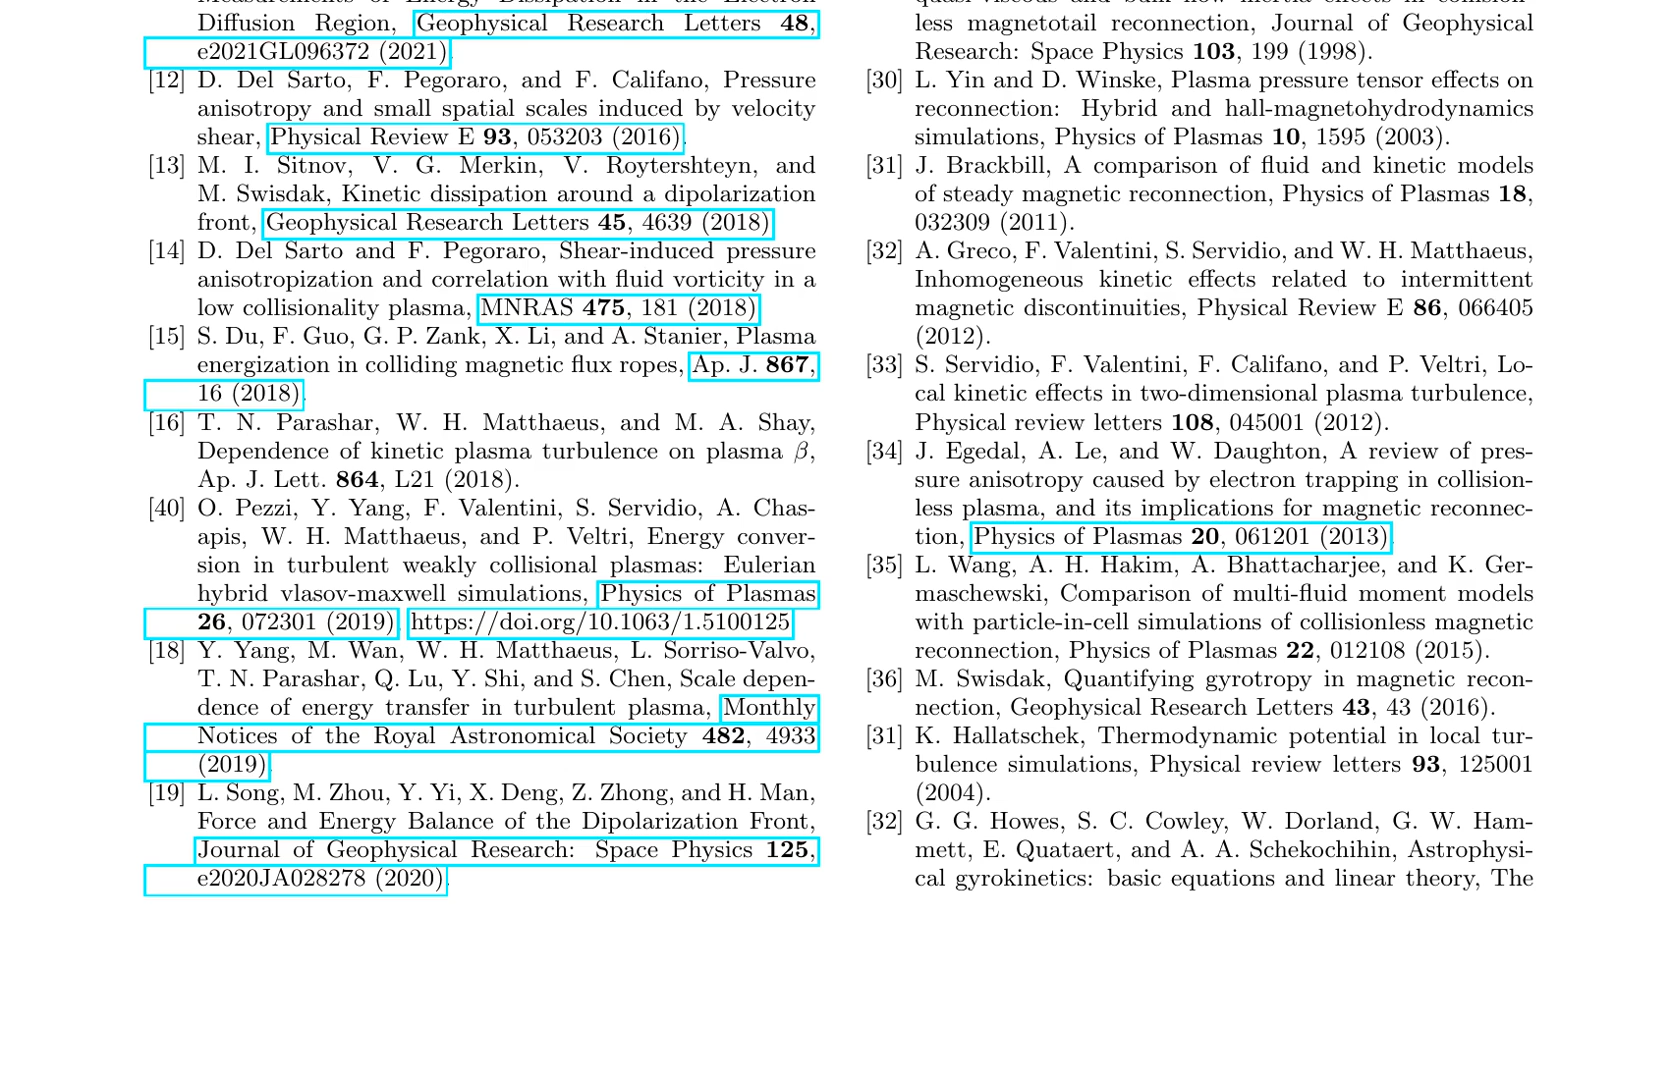 Diffusion Region, Geophysical Research Letters 48,
e2021GL096372 (2021).
[12] D. Del Sarto, F. Pegoraro, and F. Califano, Pressure
anisotropy and small spatial scales induced by velocity
shear, Physical Review E 93, 053203 (2016).
[13] M. I. Sitnov, V. G. Merkin, V. Roytershteyn, and
M. Swisdak, Kinetic dissipation around a dipolarization
front, Geophysical Research Letters 45, 4639 (2018).
[14] D. Del Sarto and F. Pegoraro, Shear-induced pressure
anisotropization and correlation with fluid vorticity in a
low collisionality plasma, MNRAS 475, 181 (2018).
[15] S. Du, F. Guo, G. P. Zank, X. Li, and A. Stanier, Plasma
energization in colliding magnetic flux ropes, Ap. J. 867,
16 (2018).
[16] T. N. Parashar, W. H. Matthaeus, and M. A. Shay,
Dependence of kinetic plasma turbulence on plasma β,
Ap. J. Lett. 864, L21 (2018).
[40] O. Pezzi, Y. Yang, F. Valentini, S. Servidio, A. Chas-
apis, W. H. Matthaeus, and P. Veltri, Energy conver-
sion in turbulent weakly collisional plasmas: Eulerian
hybrid vlasov-maxwell simulations, Physics of Plasmas
26, 072301 (2019), https://doi.org/10.1063/1.5100125.
[18] Y. Yang, M. Wan, W. H. Matthaeus, L. Sorriso-Valvo,
T. N. Parashar, Q. Lu, Y. Shi, and S. Chen, Scale depen-
dence of energy transfer in turbulent plasma, Monthly
Notices of the Royal Astronomical Society 482, 4933
(2019).
[19] L. Song, M. Zhou, Y. Yi, X. Deng, Z. Zhong, and H. Man,
Force and Energy Balance of the Dipolarization Front,
Journal of Geophysical Research: Space Physics 125,
e2020JA028278 (2020).
less magnetotail reconnection, Journal of Geophysical
Research: Space Physics 103, 199 (1998).
[30] L. Yin and D. Winske, Plasma pressure tensor effects on
reconnection: Hybrid and hall-magnetohydrodynamics
simulations, Physics of Plasmas 10, 1595 (2003).
[31] J. Brackbill, A comparison of fluid and kinetic models
of steady magnetic reconnection, Physics of Plasmas 18,
032309 (2011).
[32] A. Greco, F. Valentini, S. Servidio, and W. H. Matthaeus,
Inhomogeneous kinetic effects related to intermittent
magnetic discontinuities, Physical Review E 86, 066405
(2012).
[33] S. Servidio, F. Valentini, F. Califano, and P. Veltri, Lo-
cal kinetic effects in two-dimensional plasma turbulence,
Physical review letters 108, 045001 (2012).
[34] J. Egedal, A. Le, and W. Daughton, A review of pres-
sure anisotropy caused by electron trapping in collision-
less plasma, and its implications for magnetic reconnec-
tion, Physics of Plasmas 20, 061201 (2013).
[35] L. Wang, A. H. Hakim, A. Bhattacharjee, and K. Ger-
maschewski, Comparison of multi-fluid moment models
with particle-in-cell simulations of collisionless magnetic
reconnection, Physics of Plasmas 22, 012108 (2015).
[36] M. Swisdak, Quantifying gyrotropy in magnetic recon-
nection, Geophysical Research Letters 43, 43 (2016).
[31] K. Hallatschek, Thermodynamic potential in local tur-
bulence simulations, Physical review letters 93, 125001
(2004).
[32] G. G. Howes, S. C. Cowley, W. Dorland, G. W. Ham-
mett, E. Quataert, and A. A. Schekochihin, Astrophysi-
cal gyrokinetics: basic equations and linear theory, The